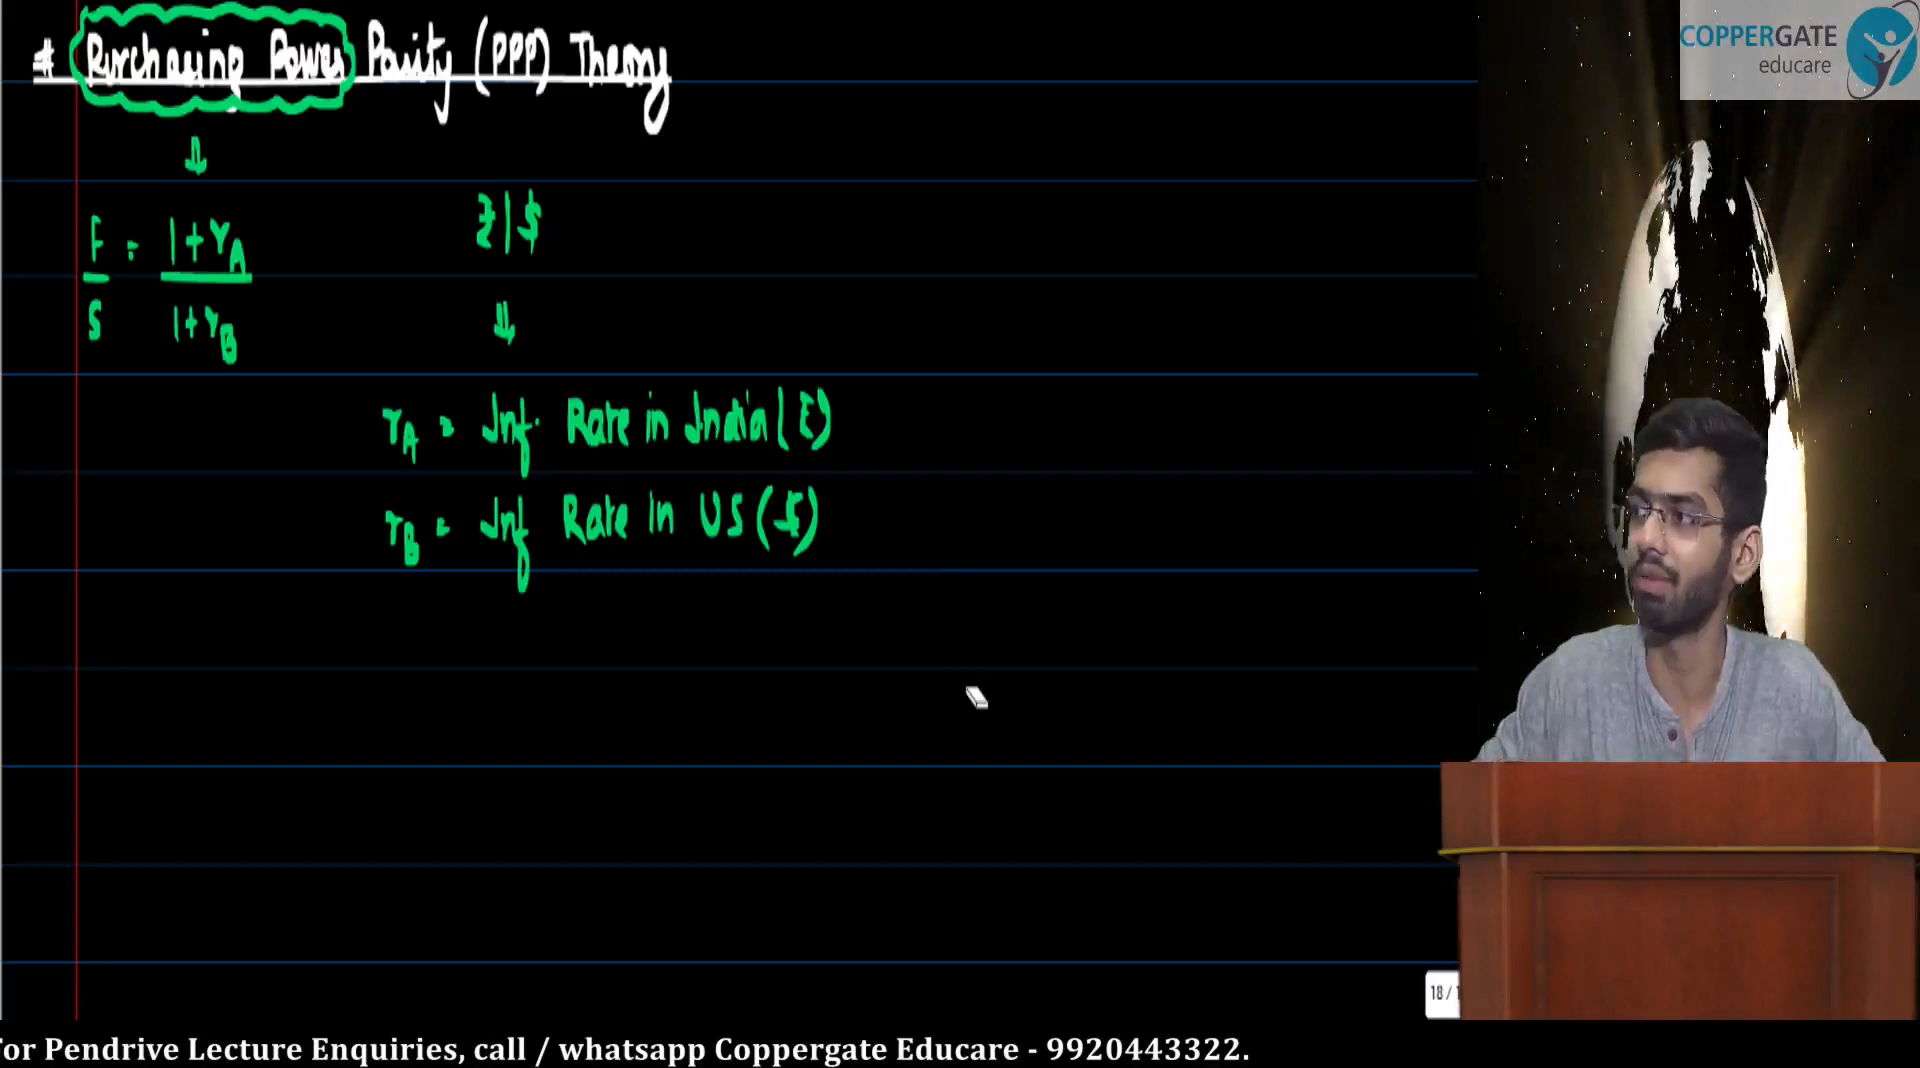 # Purchasing Power Parity (PPP) Theory
F/S = 1+rA / 1+rB
₹|$
rA = Inf. Rate in India (₹)
rB = Inf Rate in US ($)
COPPERGATE
educare
18 / 1
For Pendrive Lecture Enquiries, call / whatsapp Coppergate Educare - 9920443322.